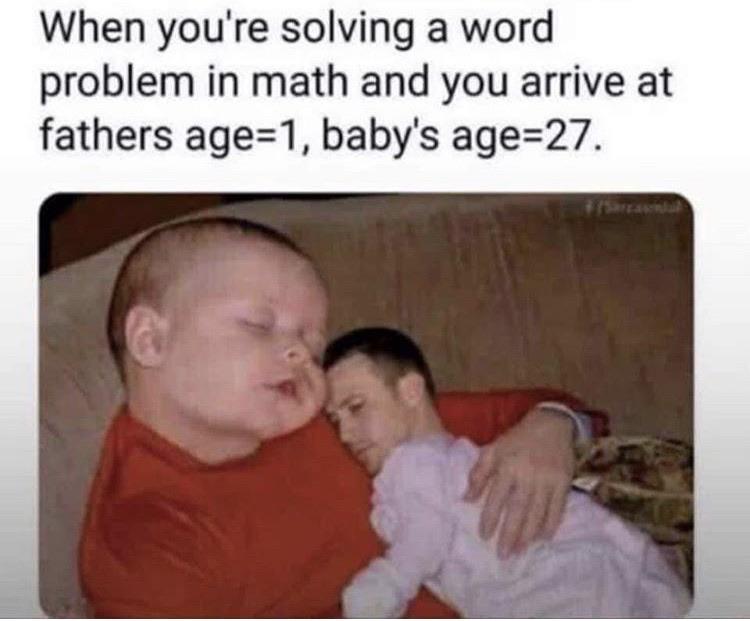 When you're solving a word
problem in math and you arrive at
fathers age=1, baby's age=27.